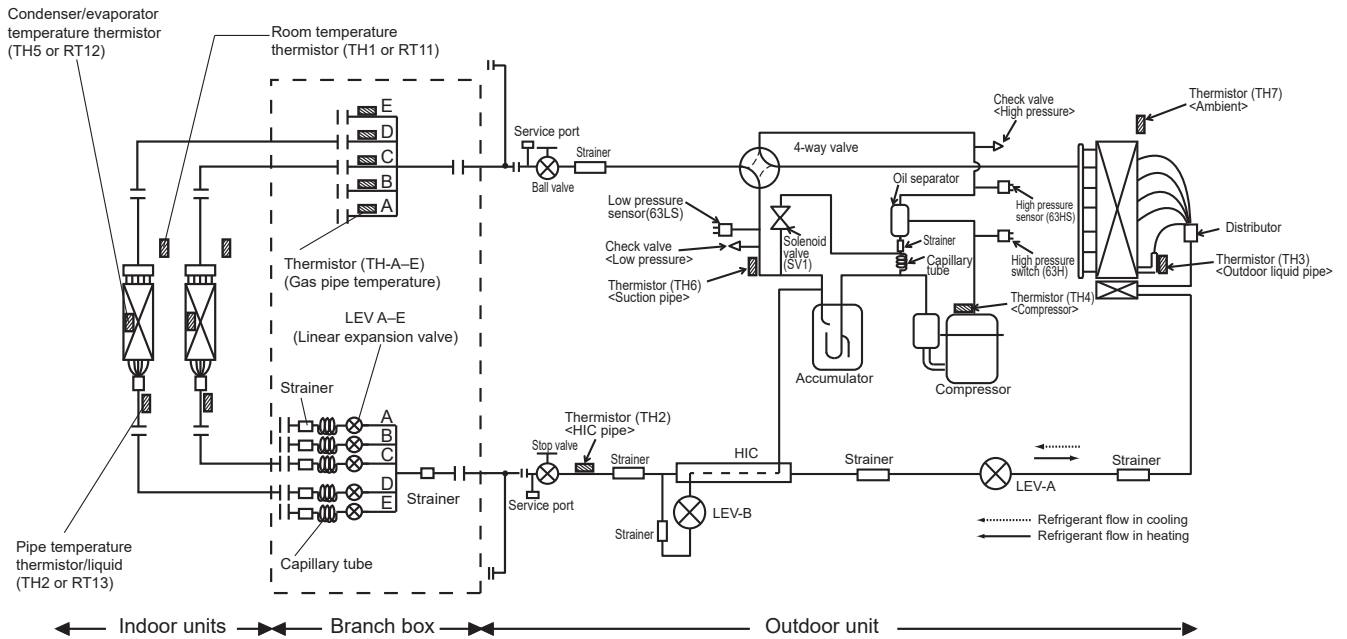 Condenser/evaporator
temperature thermistor
(TH5 or RT12)
Room temperature
thermistor (TH1 or RT11)
E
D
C
B
A
Thermistor (TH-A–E)
(Gas pipe temperature)
LEV A–E
(Linear expansion valve)
Strainer
A
B
C
D
E
Strainer
Capillary tube
Pipe temperature
thermistor/liquid
(TH2 or RT13)
Service port
Ball valve
Strainer
4-way valve
Check valve
<High pressure>
Thermistor (TH7)
<Ambient>
Oil separator
Low pressure
sensor(63LS)
Check valve
<Low pressure>
Thermistor (TH6)
<Suction pipe>
Solenoid
valve
(SV1)
Strainer
Capillary
tube
High pressure
sensor (63HS)
High pressure
switch (63H)
Thermistor (TH4)
<Compressor>
Distributor
Thermistor (TH3)
<Outdoor liquid pipe>
Accumulator
Compressor
Thermistor (TH2)
<HIC pipe>
Stop valve
Service port
Strainer
HIC
Strainer
LEV-B
Strainer
LEV-A
Strainer
Refrigerant flow in cooling
Refrigerant flow in heating
Indoor units
Branch box
Outdoor unit